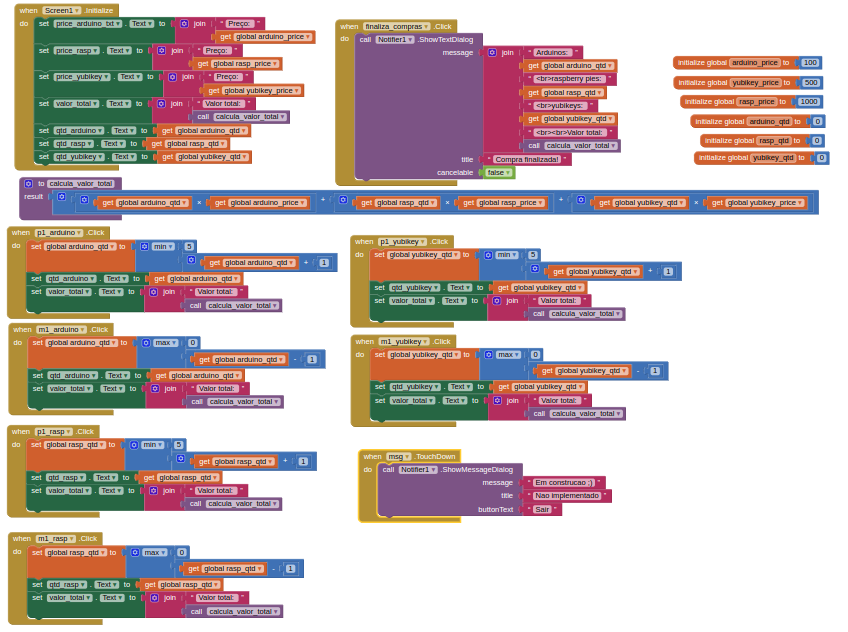 when Screen1 .Initialize
do set price_arduino_txt . Text to join " Preço: "
get global arduino_price
set price_rasp . Text to join " Preço: "
get global rasp_price
set price_yubikey . Text to join " Preço: "
get global yubikey_price
set valor_total . Text to join " Valor total: "
call calcula_valor_total
set qtd_arduino . Text to get global arduino_qtd
set qtd_rasp . Text to get global rasp_qtd
set qtd_yubikey . Text to get global yubikey_qtd
when finaliza_compras .Click
do call Notifier1 .ShowTextDialog
message join " Arduinos: "
get global arduino_qtd
" <br>raspberry pies: "
get global rasp_qtd
" <br>yubikeys: "
get global yubikey_qtd
" <br><br>Valor total: "
call calcula_valor_total
title " Compra finalizada! "
cancelable false
initialize global arduino_price to 100
initialize global yubikey_price to 500
initialize global rasp_price to 1000
initialize global arduino_qtd to 0
initialize global rasp_qtd to 0
initialize global yubikey_qtd to 0
to calcula_valor_total
result get global arduino_qtd × get global arduino_price + get global rasp_qtd × get global rasp_price + get global yubikey_qtd × get global yubikey_price
when p1_arduino .Click
do set global arduino_qtd to min 5
get global arduino_qtd + 1
set qtd_arduino . Text to get global arduino_qtd
set valor_total . Text to join " Valor total: "
call calcula_valor_total
when m1_arduino .Click
do set global arduino_qtd to max 0
get global arduino_qtd - 1
set qtd_arduino . Text to get global arduino_qtd
set valor_total . Text to join " Valor total: "
call calcula_valor_total
when p1_rasp .Click
do set global rasp_qtd to min 5
get global rasp_qtd + 1
set qtd_rasp . Text to get global rasp_qtd
set valor_total . Text to join " Valor total: "
call calcula_valor_total
when m1_rasp .Click
do set global rasp_qtd to max 0
get global rasp_qtd - 1
set qtd_rasp . Text to get global rasp_qtd
set valor_total . Text to join " Valor total: "
call calcula_valor_total
when p1_yubikey .Click
do set global yubikey_qtd to min 5
get global yubikey_qtd + 1
set qtd_yubikey . Text to get global yubikey_qtd
set valor_total . Text to join " Valor total: "
call calcula_valor_total
when m1_yubikey .Click
do set global yubikey_qtd to max 0
get global yubikey_qtd - 1
set qtd_yubikey . Text to get global yubikey_qtd
set valor_total . Text to join " Valor total: "
call calcula_valor_total
when msg .TouchDown
do call Notifier1 .ShowMessageDialog
message " Em construcao ;) "
title " Nao implementado "
buttonText " Sair "